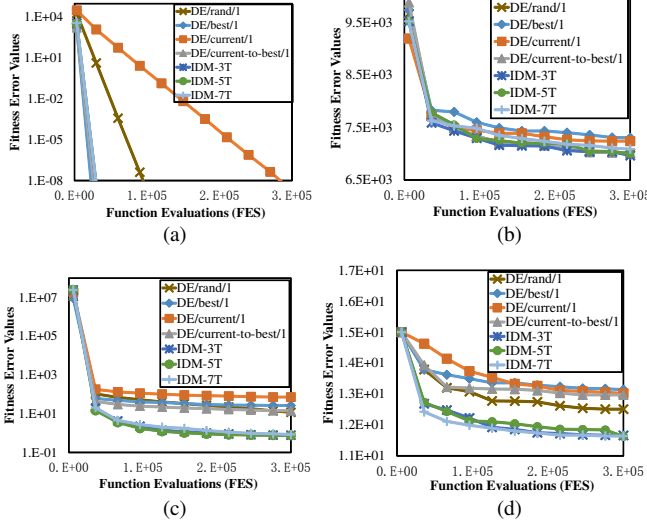 Fitness Error Values
1.E+04
1.E+01
1.E-02
1.E-05
1.E-08
0.E+00
1.E+05
2.E+05
3.E+05
DE/rand/1
DE/best/1
DE/current/1
DE/current-to-best/1
IDM-3T
IDM-5T
IDM-7T
Function Evaluations (FES)
(a)
Fitness Error Values
9.5E+03
8.5E+03
7.5E+03
6.5E+03
0.E+00
1.E+05
2.E+05
3.E+05
DE/rand/1
DE/best/1
DE/current/1
DE/current-to-best/1
IDM-3T
IDM-5T
IDM-7T
Function Evaluations (FES)
(b)
Fitness Error Values
1.E+07
1.E+05
1.E+03
1.E+01
1.E-01
0.E+00
1.E+05
2.E+05
3.E+05
DE/rand/1
DE/best/1
DE/current/1
DE/current-to-best/1
IDM-3T
IDM-5T
IDM-7T
Function Evaluations (FES)
(c)
Fitness Error Values
1.7E+01
1.5E+01
1.3E+01
1.1E+01
0.E+00
1.E+05
2.E+05
3.E+05
DE/rand/1
DE/best/1
DE/current/1
DE/current-to-best/1
IDM-3T
IDM-5T
IDM-7T
Function Evaluations (FES)
(d)